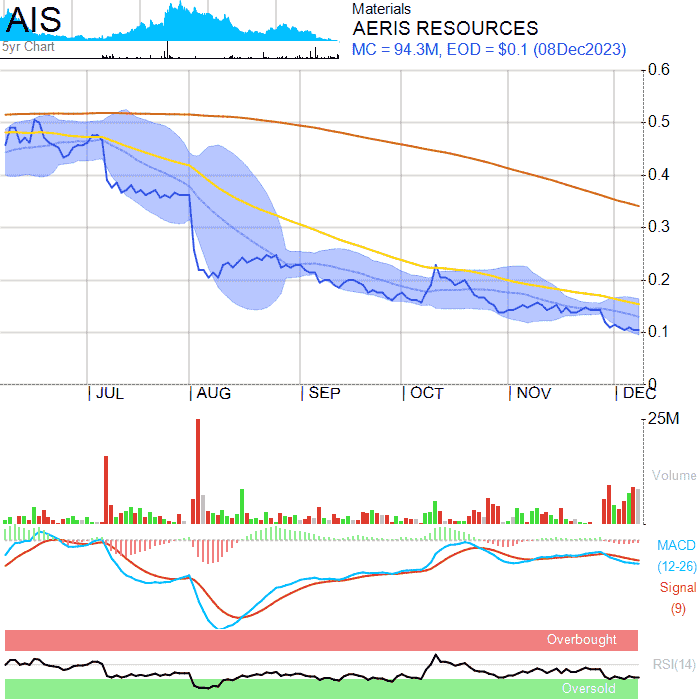 AIS
5yr Chart
Materials
AERIS RESOURCES
MC = 94.3M, EOD = $0.1 (08Dec2023)
0.6
0.5
0.4
0.3
0.2
0.1
0
JUL AUG SEP OCT NOV DEC
25M
Volume
MACD
(12-26)
Signal
(9)
Overbought
RSI(14)
Oversold